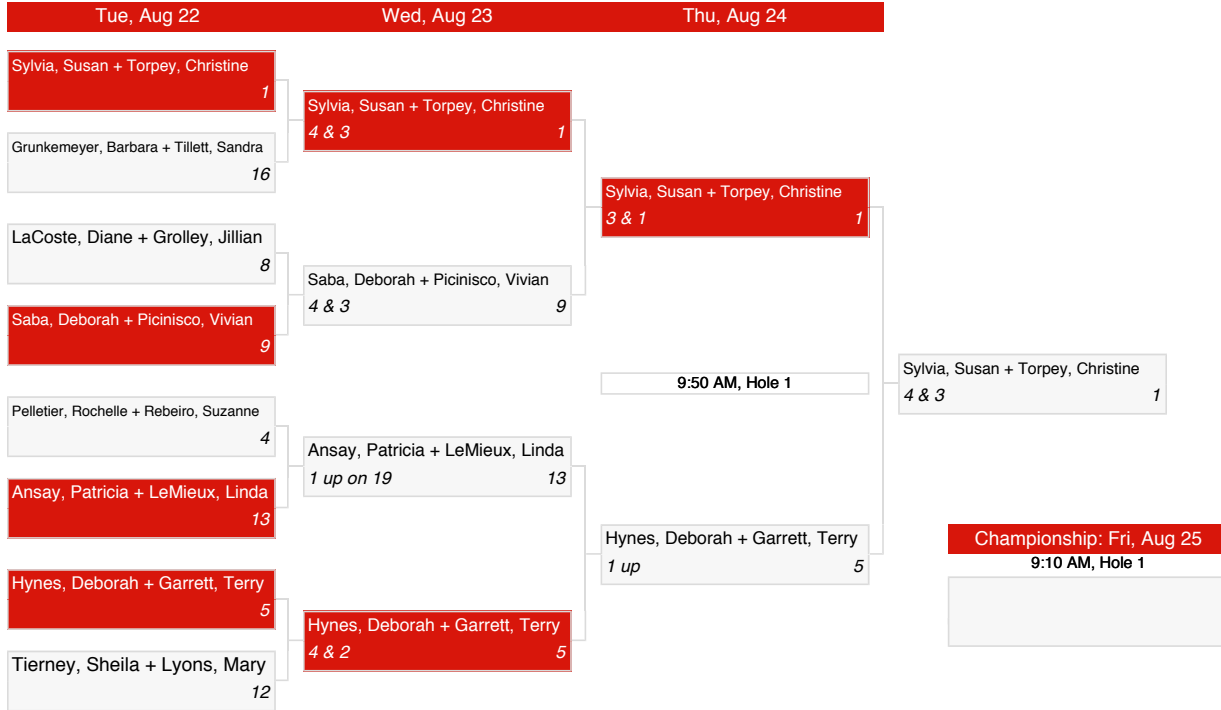 Tue, Aug 22
Wed, Aug 23
Thu, Aug 24
Sylvia, Susan + Torpey, Christine
1
Grunkemeyer, Barbara + Tillett, Sandra
16
LaCoste, Diane + Grolley, Jillian
8
Saba, Deborah + Picinisco, Vivian
9
Pelletier, Rochelle + Rebeiro, Suzanne
4
Ansay, Patricia + LeMieux, Linda
13
Hynes, Deborah + Garrett, Terry
5
Tierney, Sheila + Lyons, Mary
12
Sylvia, Susan + Torpey, Christine
4 & 3 1
Saba, Deborah + Picinisco, Vivian
4 & 3 9
Ansay, Patricia + LeMieux, Linda
1 up on 19 13
Hynes, Deborah + Garrett, Terry
4 & 2 5
Sylvia, Susan + Torpey, Christine
3 & 1 1
9:50 AM, Hole 1
Hynes, Deborah + Garrett, Terry
1 up 5
Sylvia, Susan + Torpey, Christine
4 & 3 1
Championship: Fri, Aug 25
9:10 AM, Hole 1